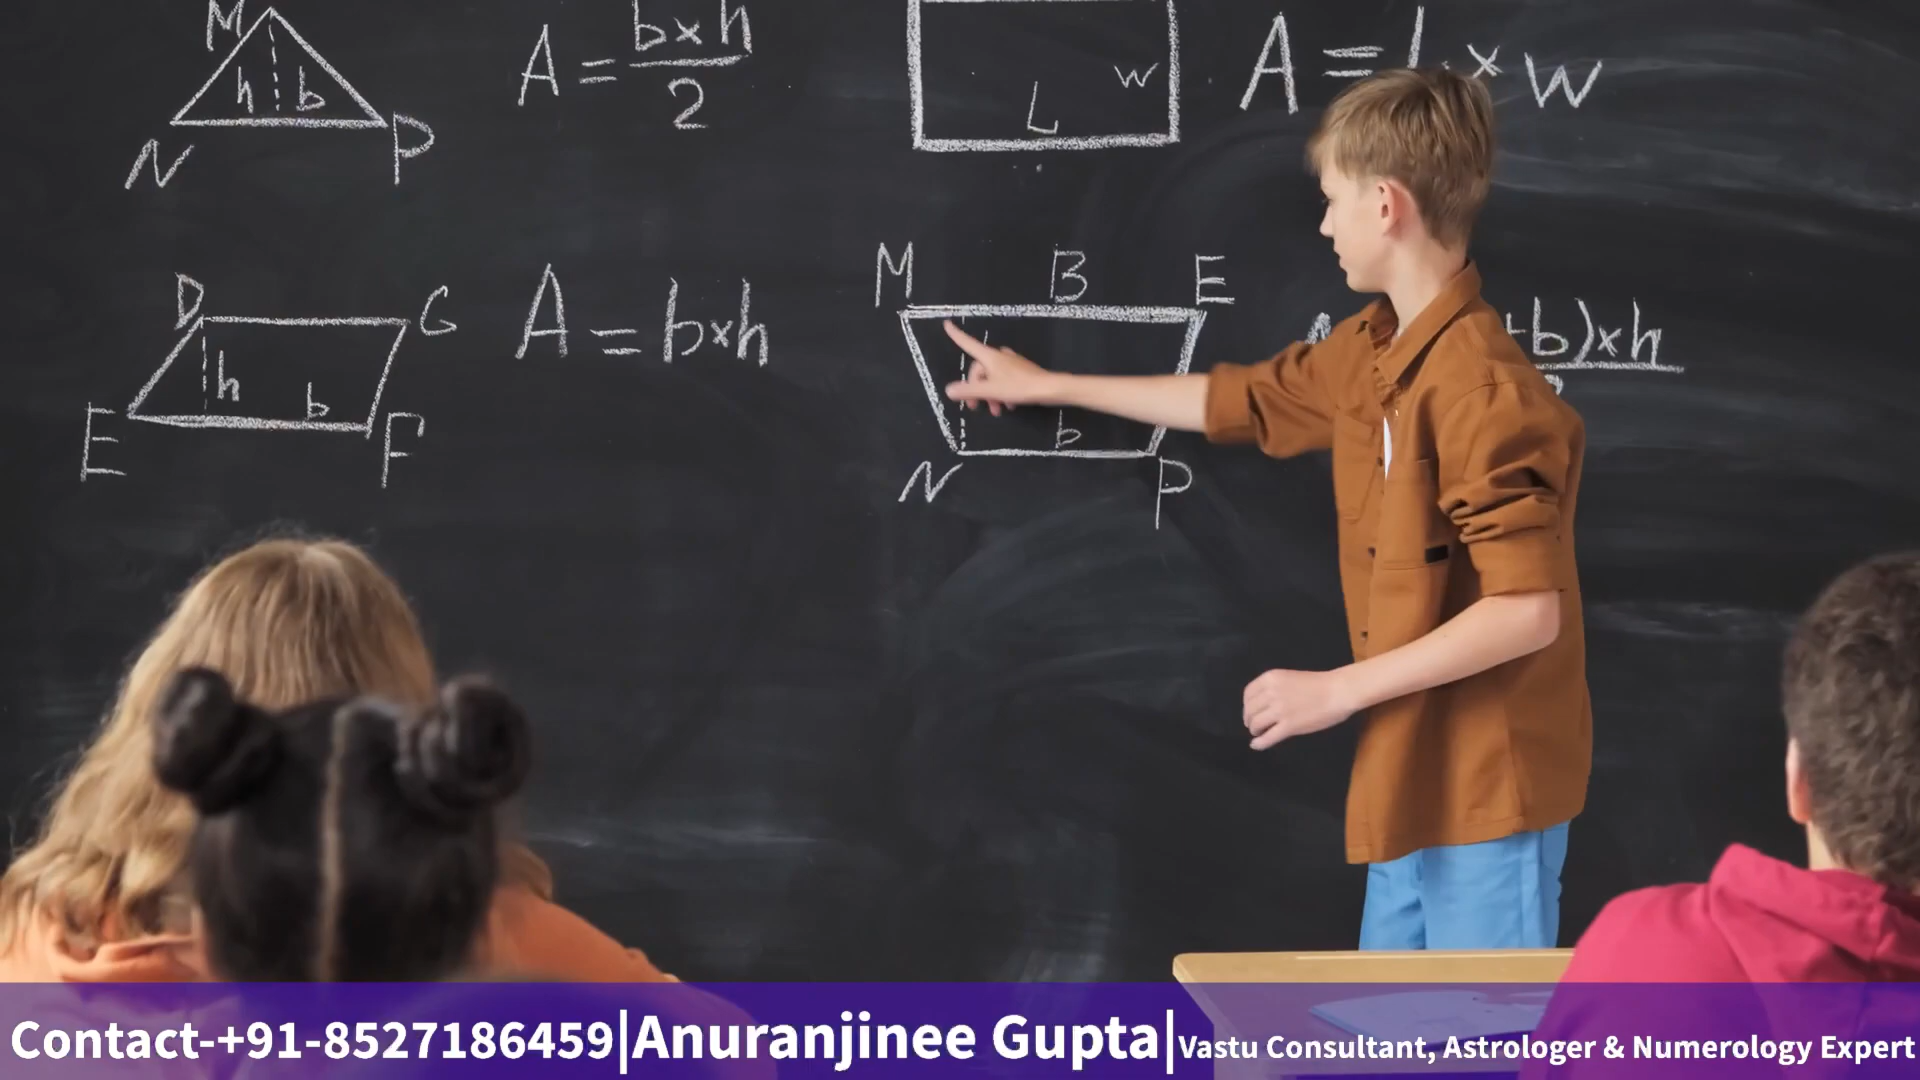 M
h b
N P
A = b×h
2
W
L
A = L × W
D G
h
b
E F
A = b×h
M B E
b
N P
+b)×h
Contact-+91-8527186459|Anuranjinee Gupta|Vastu Consultant, Astrologer & Numerology Expert